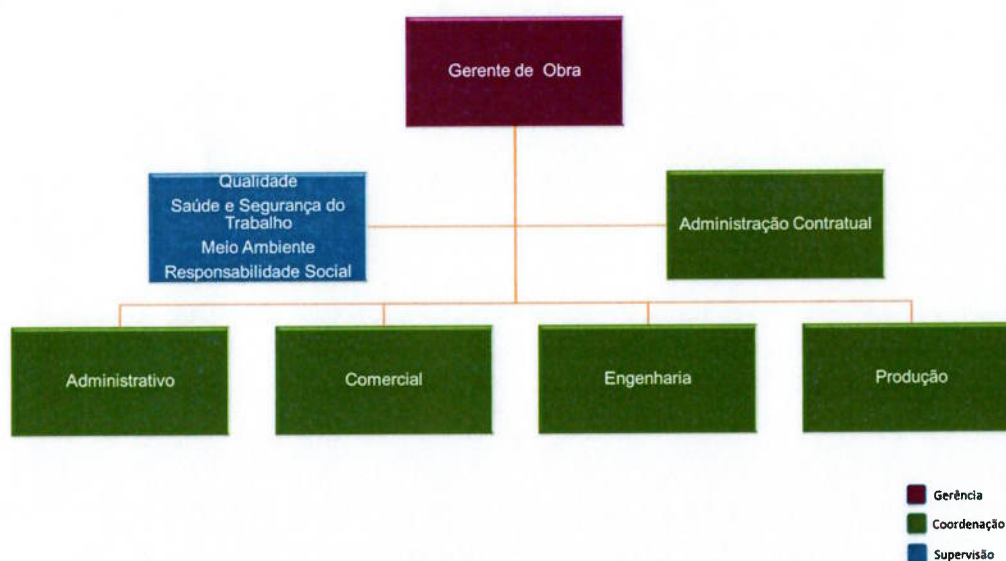 Gerente de Obra
Qualidade
Saúde e Segurança do
Trabalho
Meio Ambiente
Responsabilidade Social
Administração Contratual
Administrativo
Comercial
Engenharia
Produção
Gerência
Coordenação
Supervisão